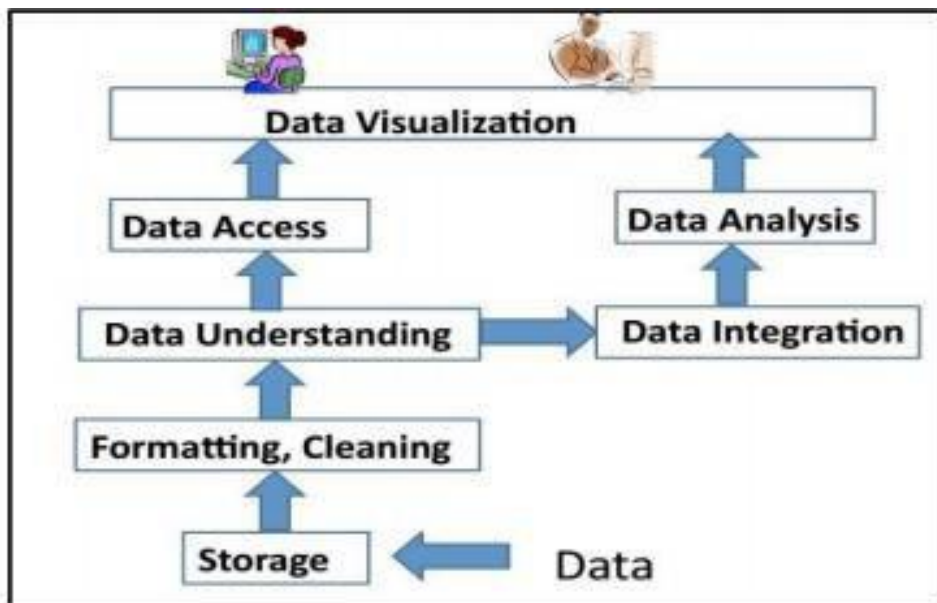 Data Visualization
Data Access
Data Analysis
Data Understanding
Data Integration
Formatting, Cleaning
Storage
Data